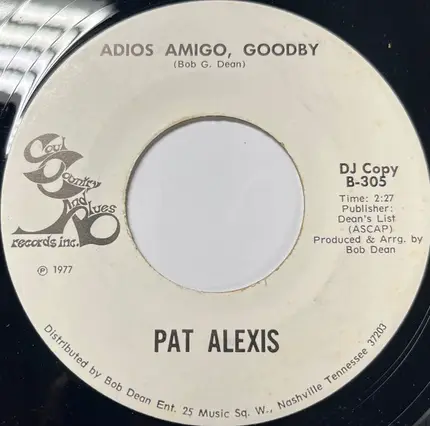 ADIOS AMIGO, GOODBY
(Bob G. Dean)
Soul
Country
And
Blues
records inc.
℗ 1977
DJ Copy
B-305
Time: 2:27
Publisher:
Dean's List
(ASCAP)
Produced & Arrg. by
Bob Dean
PAT ALEXIS
Distributed by Bob Dean Ent. 25 Music Sq. W., Nashville Tennessee 37203